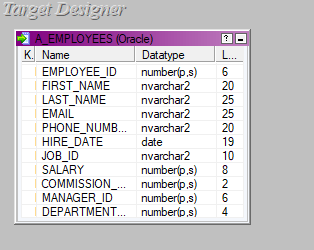 Target Designer
A_EMPLOYEES (Oracle) ?
K. Name Datatype L...
EMPLOYEE_ID number(p,s) 6
FIRST_NAME nvarchar2 20
LAST_NAME nvarchar2 25
EMAIL nvarchar2 25
PHONE_NUMB... nvarchar2 20
HIRE_DATE date 19
JOB_ID nvarchar2 10
SALARY number(p,s) 8
COMMISSION_... number(p,s) 2
MANAGER_ID number(p,s) 6
DEPARTMENT... number(p,s) 4